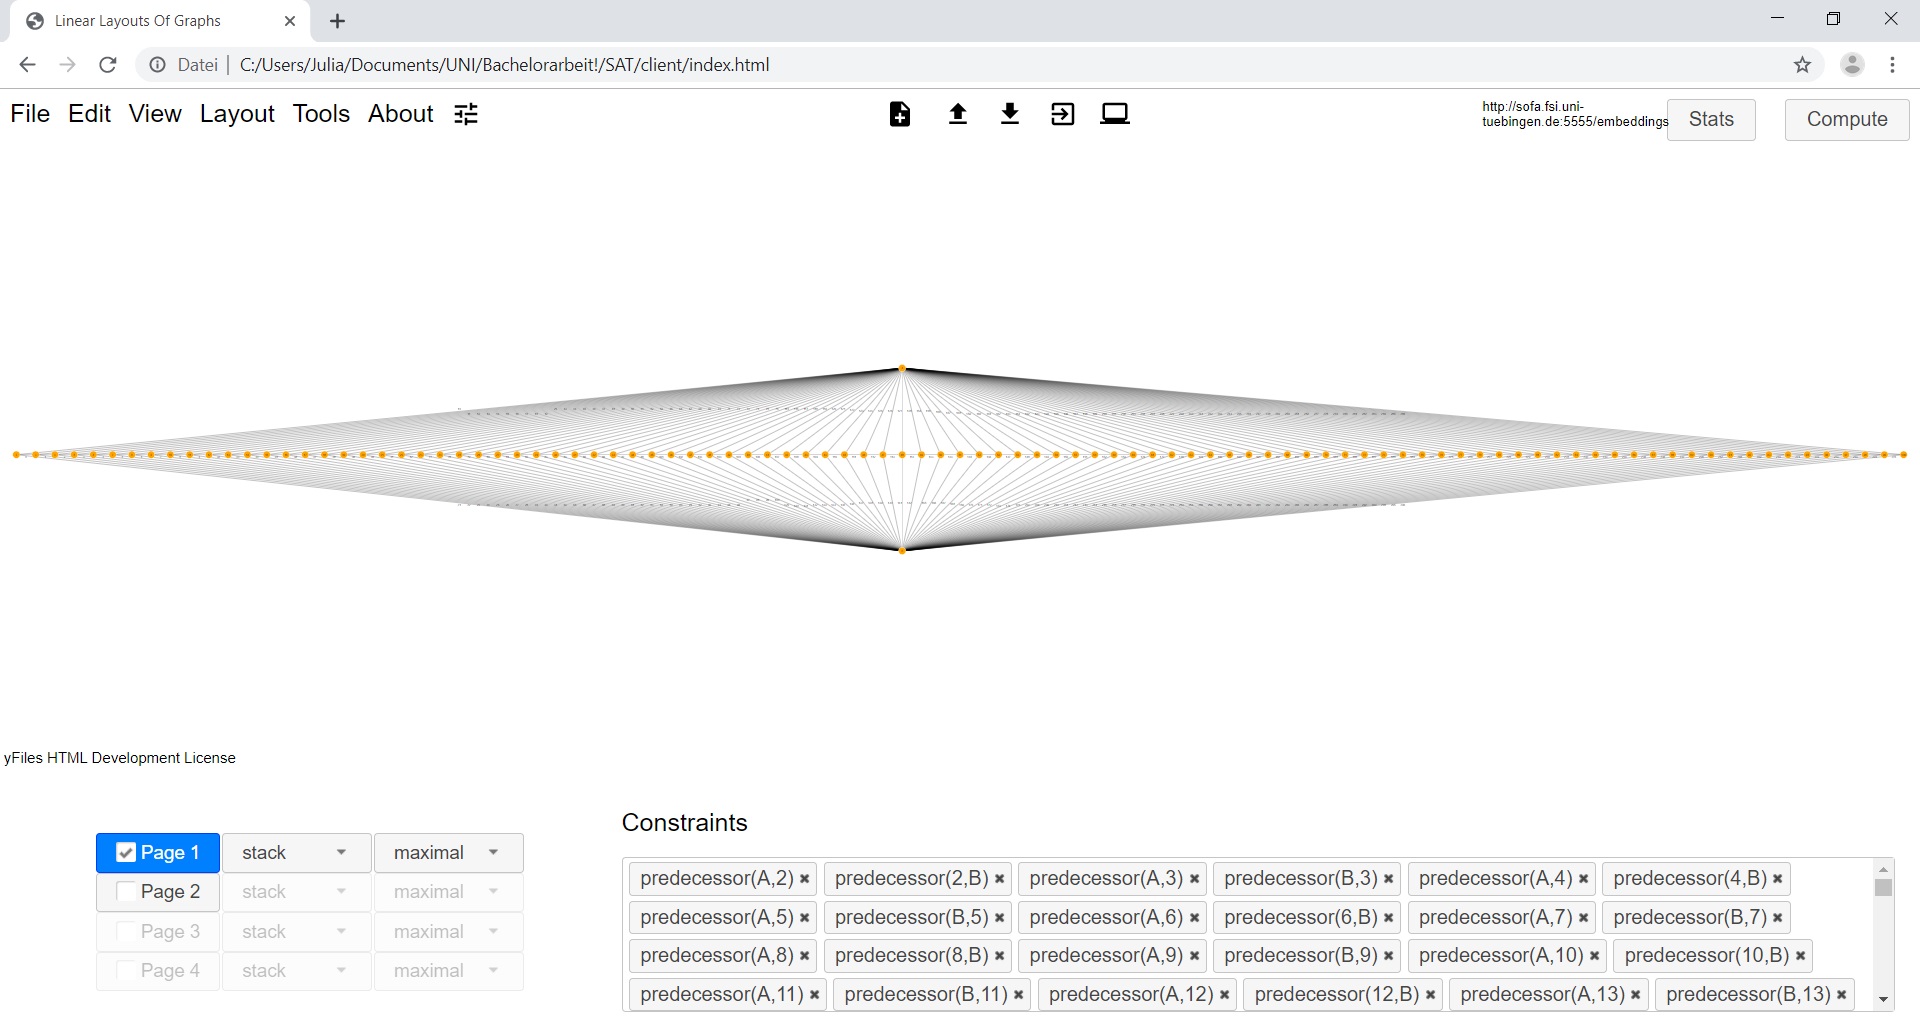 Linear Layouts Of Graphs
Datei | C:/Users/Julia/Documents/UNI/Bachelorarbeit!/SAT/client/index.html
File Edit View Layout Tools About
http://sofa.fsi.uni-
tuebingen.de:5555/embeddings
Stats
Compute
yFiles HTML Development License
Page 1 stack maximal
Page 2 stack maximal
Page 3 stack maximal
Page 4 stack maximal
Constraints
predecessor(A,2) predecessor(2,B) predecessor(A,3) predecessor(B,3) predecessor(A,4) predecessor(4,B)
predecessor(A,5) predecessor(B,5) predecessor(A,6) predecessor(6,B) predecessor(A,7) predecessor(B,7)
predecessor(A,8) predecessor(8,B) predecessor(A,9) predecessor(B,9) predecessor(A,10) predecessor(10,B)
predecessor(A,11) predecessor(B,11) predecessor(A,12) predecessor(12,B) predecessor(A,13) predecessor(B,13)